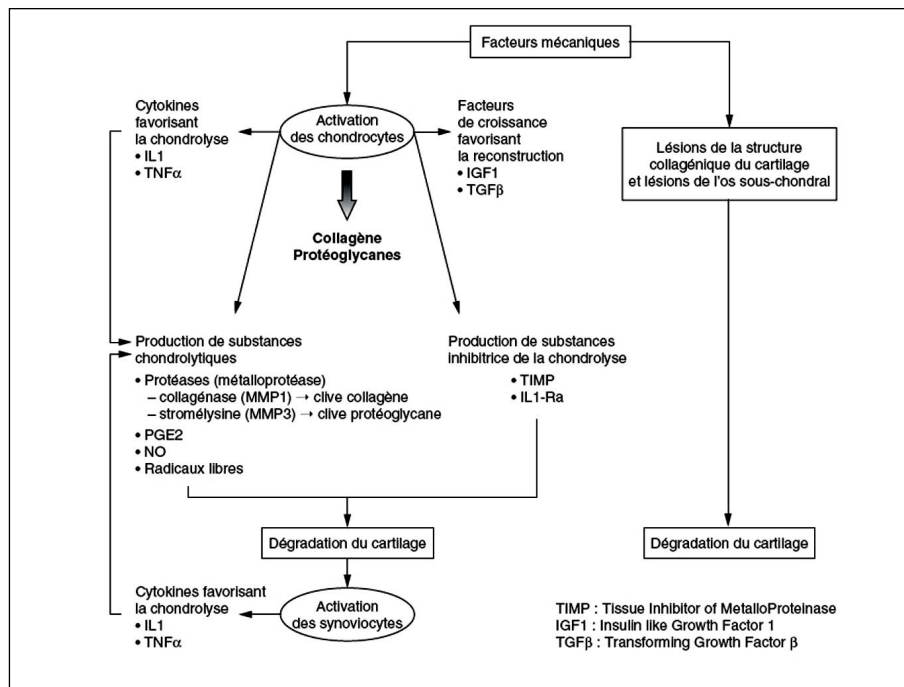 Facteurs mécaniques
Cytokines
favorisant
la chondrolyse
• IL1
• TNFα
Activation
des chondrocytes
Facteurs
de croissance
favorisant
la reconstruction
• IGF1
• TGFβ
Lésions de la structure
collagénique du cartilage
et lésions de l'os sous-chondral
Collagène
Protéoglycanes
Production de substances
chondrolytiques
• Protéases (métalloprotéase)
– collagénase (MMP1) → clive collagène
– stromélysine (MMP3) → clive protéoglycane
• PGE2
• NO
• Radicaux libres
Production de substances
inhibitrice de la chondrolyse
• TIMP
• IL1-Ra
Dégradation du cartilage
Dégradation du cartilage
Cytokines favorisant
la chondrolyse
• IL1
• TNFα
Activation
des synoviocytes
TIMP : Tissue Inhibitor of MetalloProteinase
IGF1 : Insulin like Growth Factor 1
TGFβ : Transforming Growth Factor β